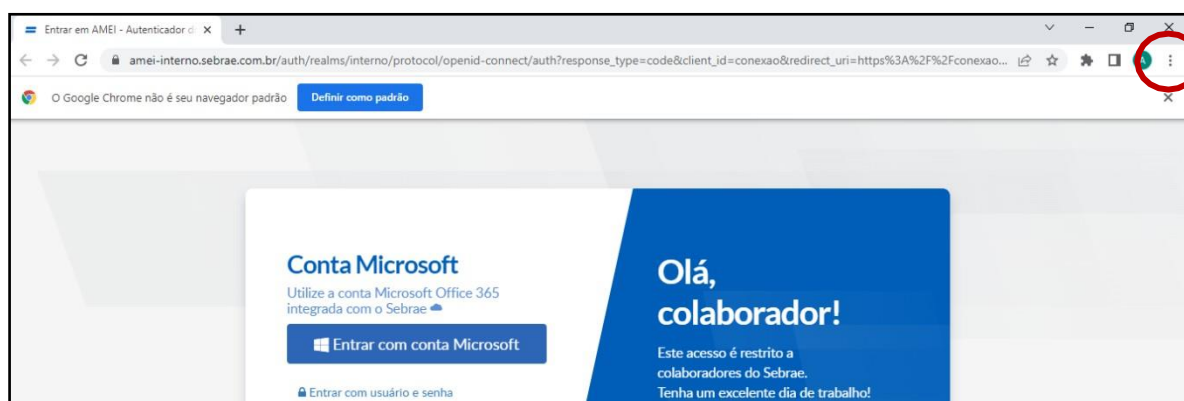 Entrar em AMEI - Autenticador d
amei-interno.sebrae.com.br/auth/realms/interno/protocol/openid-connect/auth?response_type=code&client_id=conexao&redirect_uri=https%3A%2F%2Fconexao...
A
O Google Chrome não é seu navegador padrão
Definir como padrão
Conta Microsoft
Utilize a conta Microsoft Office 365
integrada com o Sebrae
Entrar com conta Microsoft
Entrar com usuário e senha
Olá,
colaborador!
Este acesso é restrito a
colaboradores do Sebrae.
Tenha um excelente dia de trabalho!